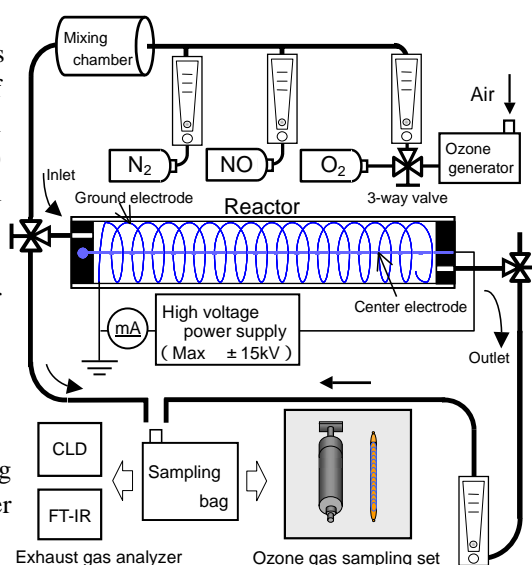 Mixing
chamber
Air
N2
NO
O2
Ozone
generator
3-way valve
Inlet
Ground electrode
Reactor
Center electrode
mA
High voltage
power supply
( Max ± 15kV )
Outlet
CLD
FT-IR
Sampling
bag
Exhaust gas analyzer
Ozone gas sampling set